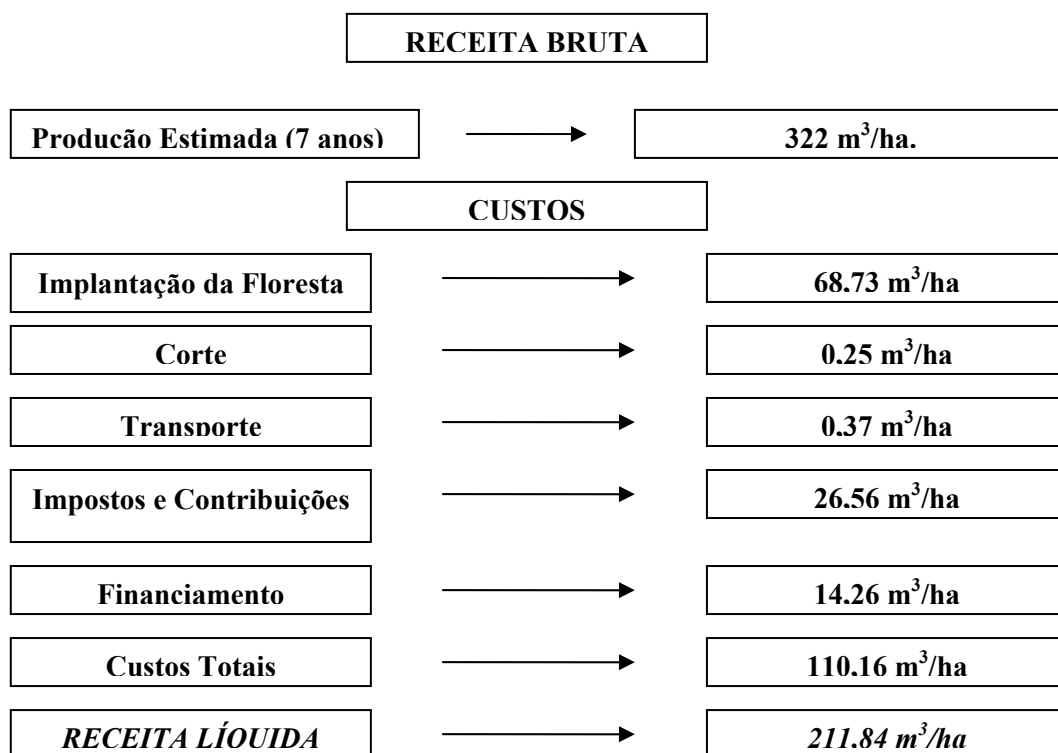 RECEITA BRUTA
Produção Estimada (7 anos) 322 m³/ha.
CUSTOS
Implantação da Floresta 68,73 m³/ha
Corte 0,25 m³/ha
Transporte 0,37 m³/ha
Impostos e Contribuições 26,56 m³/ha
Financiamento 14,26 m³/ha
Custos Totais 110,16 m³/ha
RECEITA LÍQUIDA 211,84 m³/ha